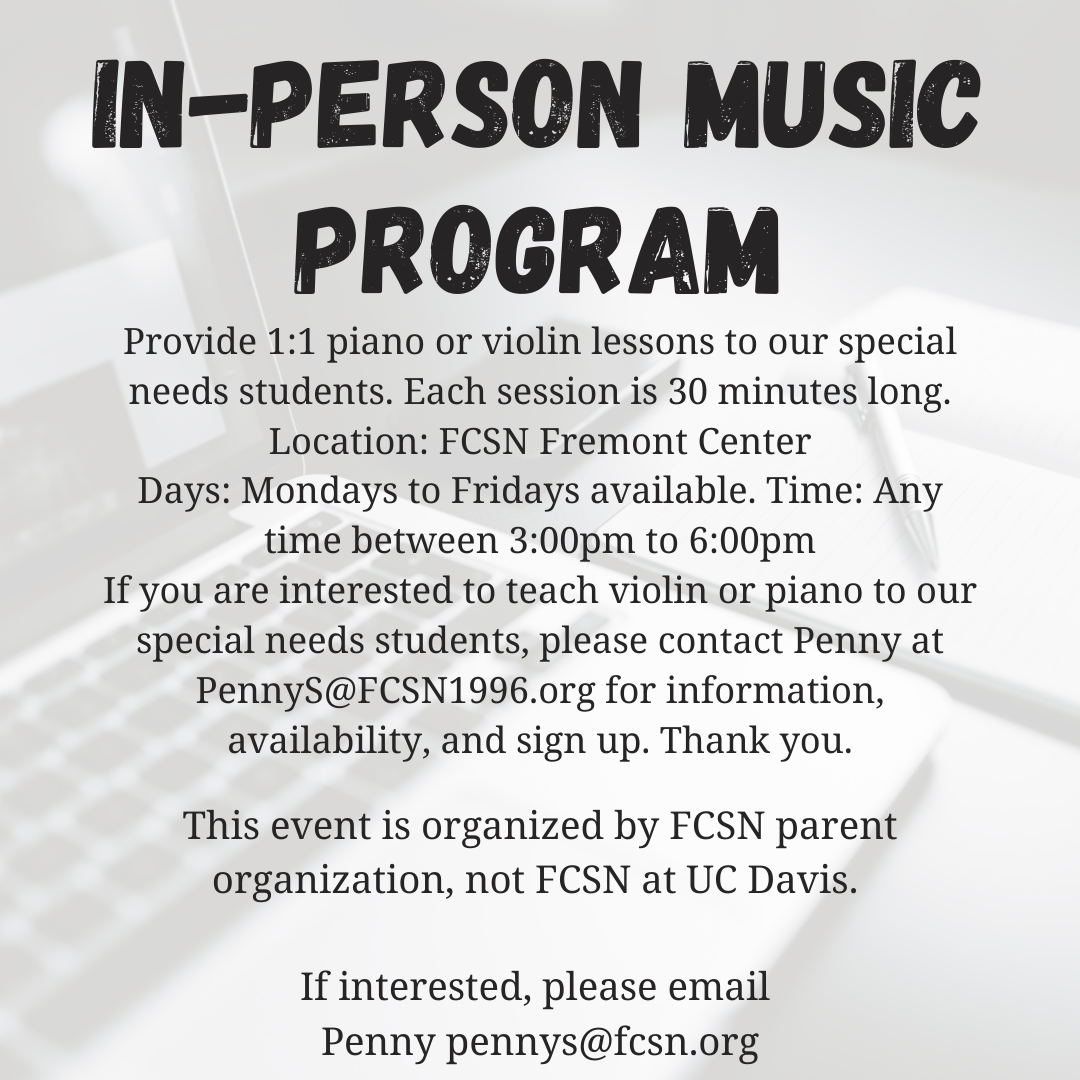 IN-PERSON MUSIC
PROGRAM
Provide 1:1 piano or violin lessons to our special
needs students. Each session is 30 minutes long.
Location: FCSN Fremont Center
Days: Mondays to Fridays available. Time: Any
time between 3:00pm to 6:00pm
If you are interested to teach violin or piano to our
special needs students, please contact Penny at
PennyS@FCSN1996.org for information,
availability, and sign up. Thank you.
This event is organized by FCSN parent
organization, not FCSN at UC Davis.
If interested, please email
Penny pennys@fcsn.org